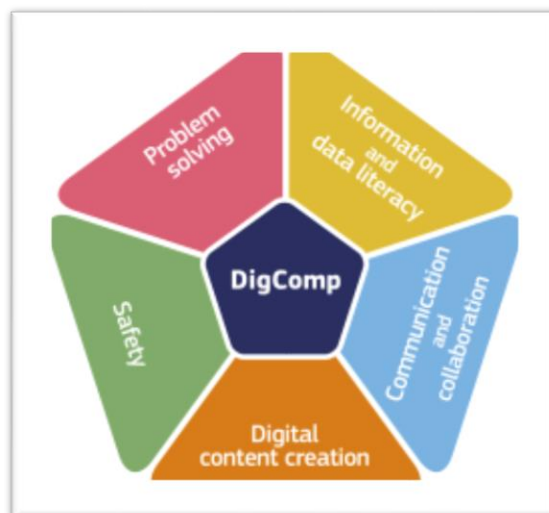 Problem
solving
Information
and
data literacy
DigComp
Safety
Communication
and
collaboration
Digital
content creation